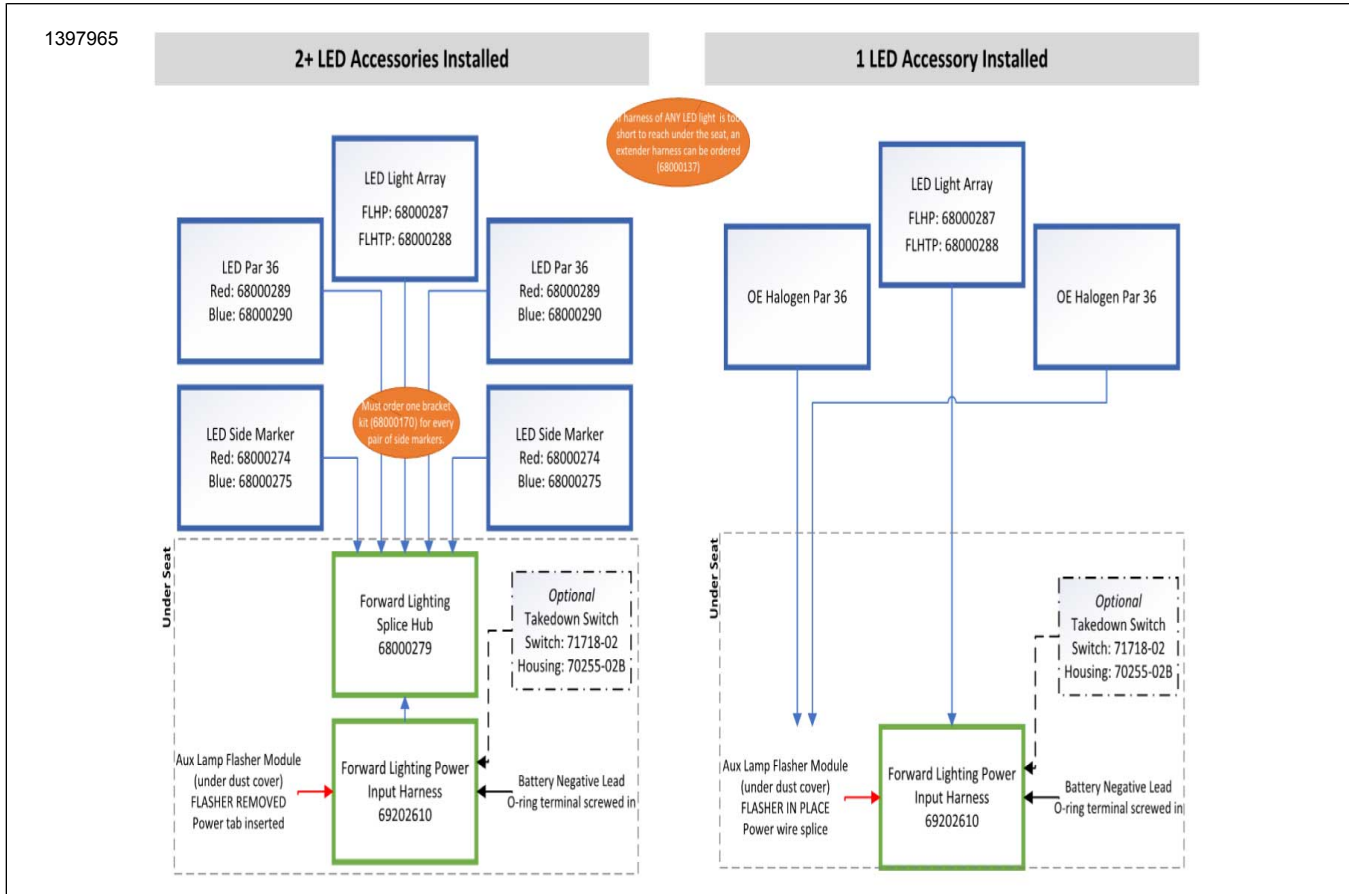 1397965
2+ LED Accessories Installed
1 LED Accessory Installed
harness of ANY LED light is too
short to reach under the seat, an
extender harness can be ordered
(68000137)
LED Light Array
FLHP: 68000287
FLHTP: 68000288
LED Par 36
Red: 68000289
Blue: 68000290
LED Par 36
Red: 68000289
Blue: 68000290
Must order one bracket
kit (68000170) for every
pair of side markers.
LED Side Marker
Red: 68000274
Blue: 68000275
LED Side Marker
Red: 68000274
Blue: 68000275
Under Seat
Forward Lighting
Splice Hub
68000279
Optional
Takedown Switch
Switch: 71718-02
Housing: 70255-02B
Aux Lamp Flasher Module
(under dust cover)
FLASHER REMOVED
Power tab inserted
Forward Lighting Power
Input Harness
69202610
Battery Negative Lead
O-ring terminal screwed in
LED Light Array
FLHP: 68000287
FLHTP: 68000288
OE Halogen Par 36
OE Halogen Par 36
Under Seat
Optional
Takedown Switch
Switch: 71718-02
Housing: 70255-02B
Aux Lamp Flasher Module
(under dust cover)
FLASHER IN PLACE
Power wire splice
Forward Lighting Power
Input Harness
69202610
Battery Negative Lead
O-ring terminal screwed in